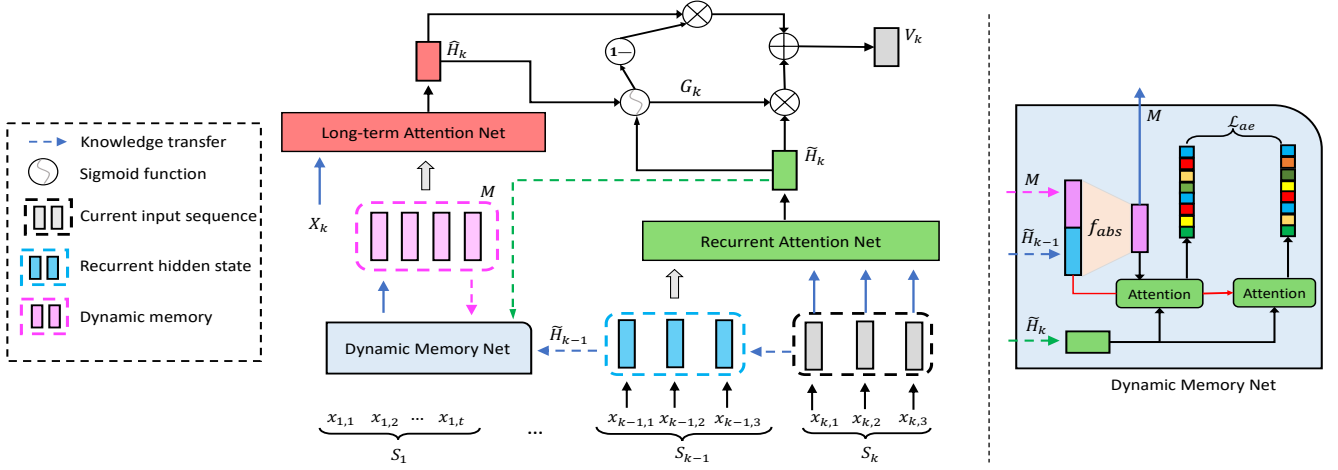 Knowledge transfer
Sigmoid function
Current input sequence
Recurrent hidden state
Dynamic memory
Ĥ_k
1—
G_k
V_k
Long-term Attention Net
H̃_k
X_k
M
Recurrent Attention Net
Dynamic Memory Net
H̃_{k−1}
x_{1,1} x_{1,2} ... x_{1,t} ... x_{k−1,1} x_{k−1,2} x_{k−1,3} x_{k,1} x_{k,2} x_{k,3}
S_1 S_{k−1} S_k
M
ℒ_{ae}
M
f_{abs}
H̃_{k−1}
Attention
Attention
H̃_k
Dynamic Memory Net